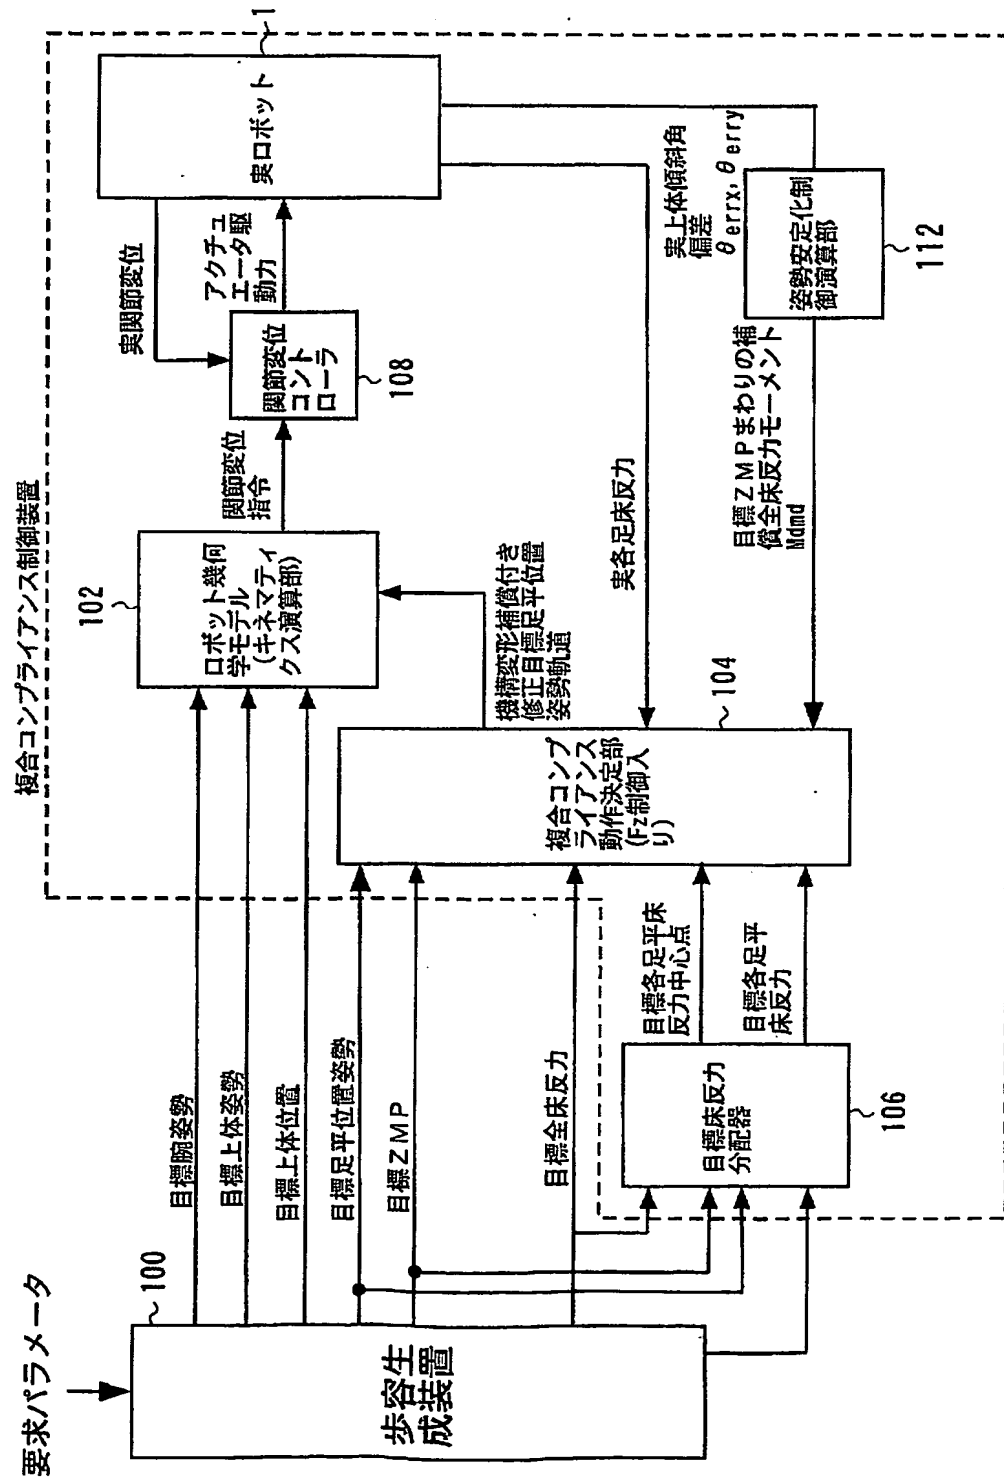 要求パラメータ
100
歩容生
成装置
目標腕姿勢
目標上体姿勢
目標上体位置
目標足平位置姿勢
目標ZMP
目標全床反力
目標床反力
分配器
106
目標各足平床
反力中心点
目標各足平
床反力
複合コンプライアンス制御装置
102
ロボット幾何
学モデル
(キネマティ
クス演算部)
機構変形補償付き
修正目標足平位置
姿勢軌道
複合コンプ
ライアンス
動作決定部
(Fz制御入
り)
104
関節変位
指令
関節変位
コント
ローラ
108
実関節変位
アクチュ
エータ駆
動力
実ロボット
1
実各足床反力
実上体傾斜角
偏差
θerrx, θerry
姿勢安定化制
御演算部
112
目標ZMPまわりの補
償全床反力モーメント
Mdmd